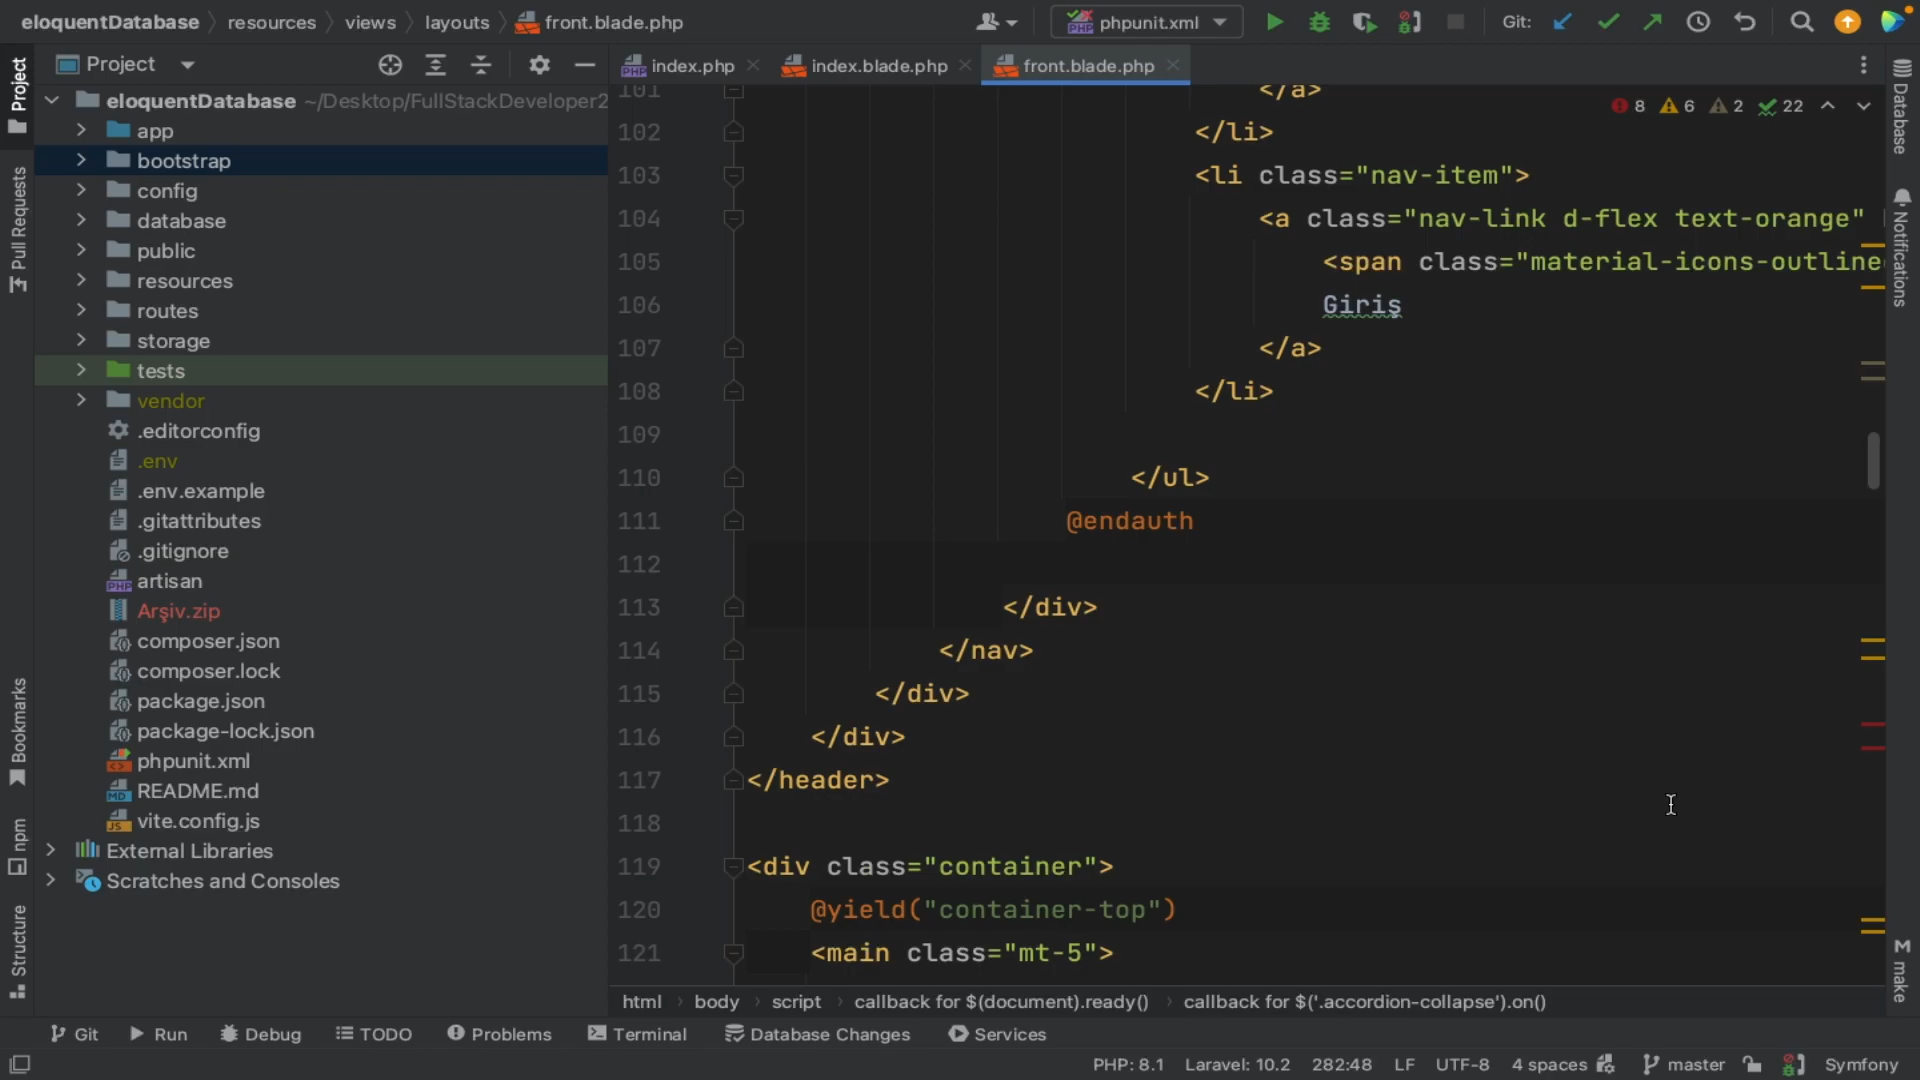 eloquentDatabase resources views layouts front.blade.php
phpunit.xml
Git:
Project
index.php
index.blade.php
front.blade.php
eloquentDatabase ~/Desktop/FullStackDeveloper2
app
bootstrap
config
database
public
resources
routes
storage
tests
vendor
.editorconfig
.env
.env.example
.gitattributes
.gitignore
artisan
Arşiv.zip
composer.json
composer.lock
package.json
package-lock.json
phpunit.xml
README.md
vite.config.js
External Libraries
Scratches and Consoles
Project
Pull Requests
Bookmarks
npm
Structure
8 6 2 22
101 </a>
102 </li>
103 <li class="nav-item">
104 <a class="nav-link d-flex text-orange"
105 <span class="material-icons-outline
106 Giriş
107 </a>
108 </li>
109
110 </ul>
111 @endauth
112
113 </div>
114 </nav>
115 </div>
116 </div>
117 </header>
118
119 <div class="container">
120 @yield("container-top")
121 <main class="mt-5">
Database
Notifications
make
html body script callback for $(document).ready() callback for $('.accordion-collapse').on()
Git Run Debug TODO Problems Terminal Database Changes Services
PHP: 8.1 Laravel: 10.2 282:48 LF UTF-8 4 spaces master Symfony